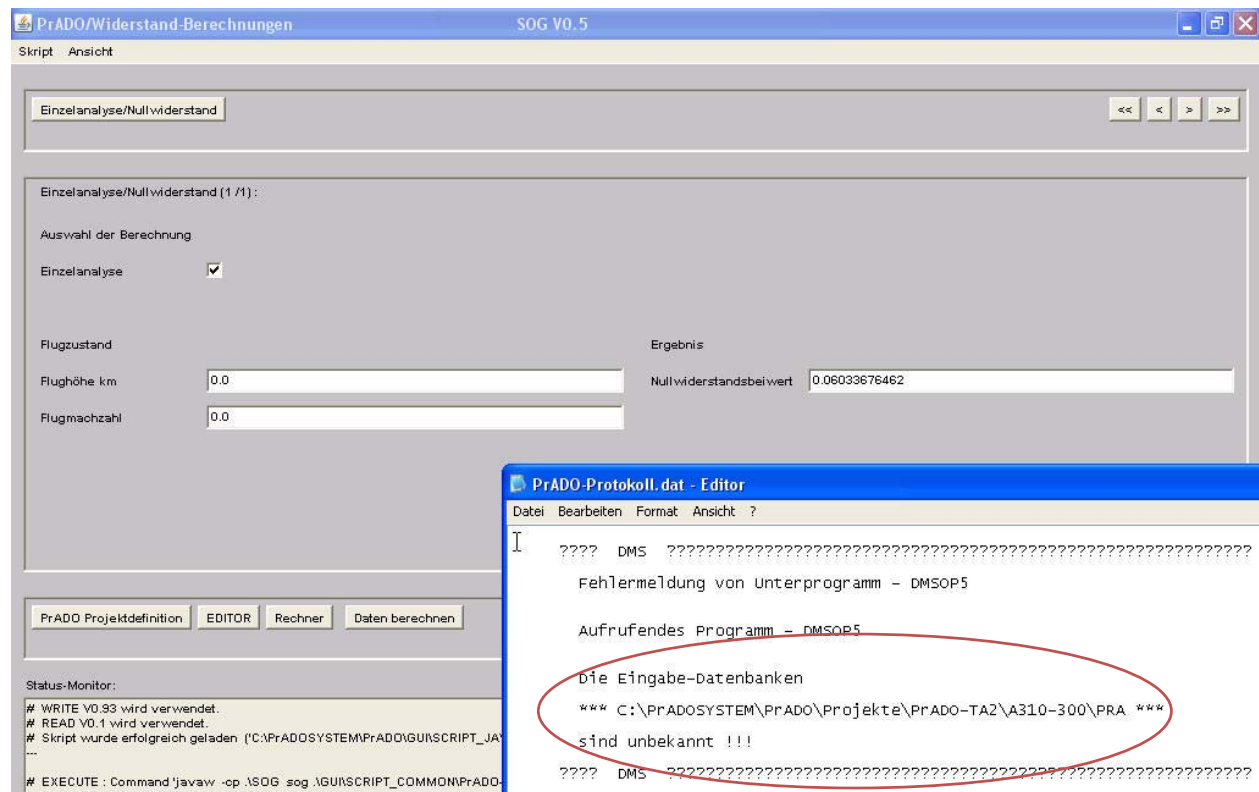 PrADO/Widerstand-Berechnungen SOG V0.5
Skript Ansicht
Einzelanalyse/Nullwiderstand << < > >>
Einzelanalyse/Nullwiderstand (1 /1) :
Auswahl der Berechnung
Einzelanalyse
Flugzustand Ergebnis
Flughöhe km 0.0 Nullwiderstandsbeiwert 0.06033676462
Flugmachzahl 0.0
PrADO Projektdefinition EDITOR Rechner Daten berechnen
Status-Monitor:
# WRITE V0.93 wird verwendet.
# READ V0.1 wird verwendet.
# Skript wurde erfolgreich geladen ('C:\PrADOSYSTEM\PrADO\GUI\SCRIPT_JA
---
# EXECUTE : Command 'javaw -cp .\SOG sog .\GUI\SCRIPT_COMMON\PrADO-
PrADO-Protokoll.dat - Editor
Datei Bearbeiten Format Ansicht ?
???? DMS ????????????????????????????????????????????????????????????
Fehlermeldung von Unterprogramm - DMSOP5
Aufrufendes Programm - DMSOP5
Die Eingabe-Datenbanken
*** C:\PrADOSYSTEM\PrADO\Projekte\PrADO-TA2\A310-300\PRA ***
sind unbekannt !!!
???? DMS ????????????????????????????????????????????????????????????